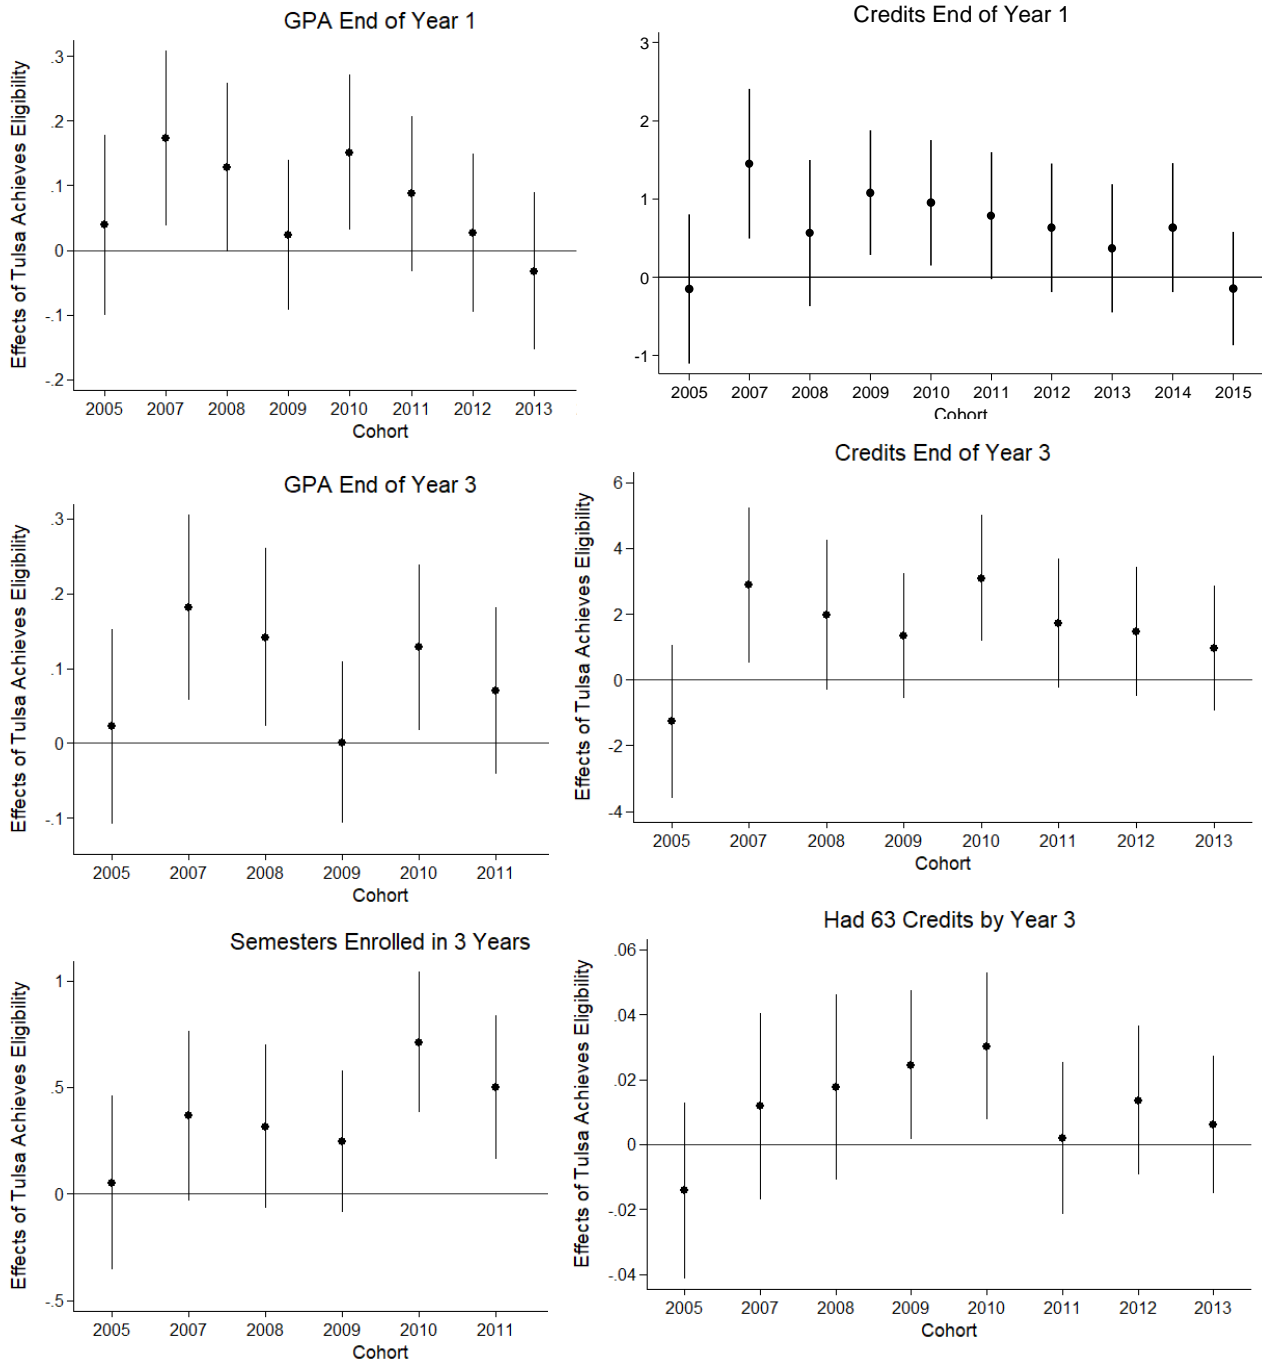 GPA End of Year 1
Effects of Tulsa Achieves Eligibility
.3
.2
.1
0
-.1
-.2
2005 2007 2008 2009 2010 2011 2012 2013
Cohort
Credits End of Year 1
3
2
1
0
-1
2005 2007 2008 2009 2010 2011 2012 2013 2014 2015
Cohort
GPA End of Year 3
Effects of Tulsa Achieves Eligibility
.3
.2
.1
0
-.1
2005 2007 2008 2009 2010 2011
Cohort
Credits End of Year 3
Effects of Tulsa Achieves Eligibility
6
4
2
0
-2
-4
2005 2007 2008 2009 2010 2011 2012 2013
Cohort
Semesters Enrolled in 3 Years
Effects of Tulsa Achieves Eligibility
1
.5
0
-.5
2005 2007 2008 2009 2010 2011
Cohort
Had 63 Credits by Year 3
Effects of Tulsa Achieves Eligibility
.06
.04
.02
0
-.02
-.04
2005 2007 2008 2009 2010 2011 2012 2013
Cohort